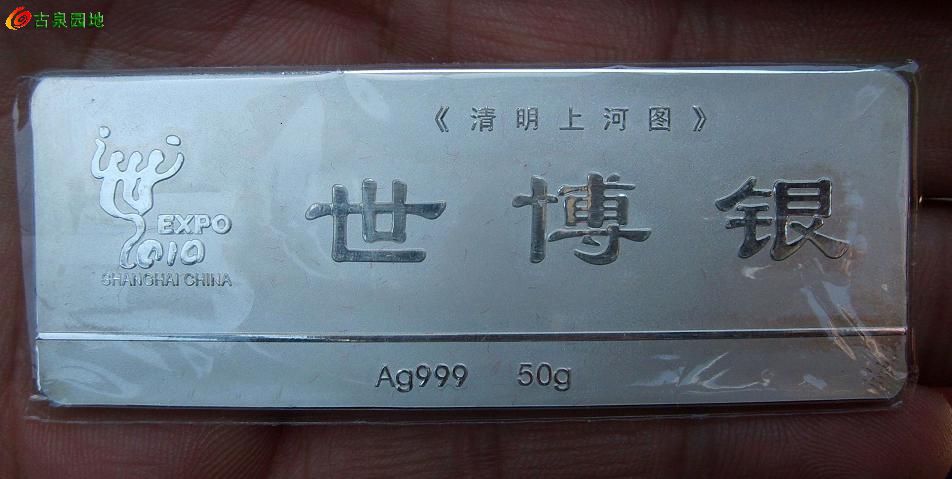 古泉园地
《清明上河图》
世博银
EXPO
2010
SHANGHAI CHINA
Ag999 50g